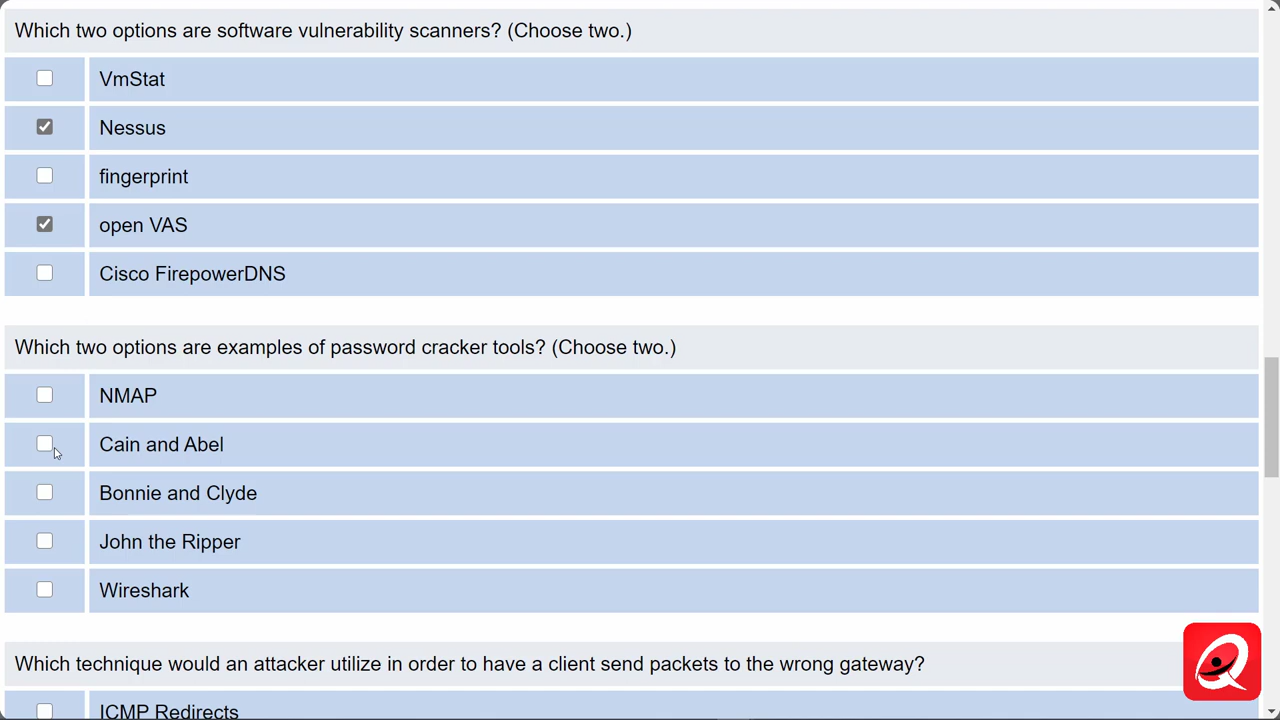 Which two options are software vulnerability scanners? (Choose two.)
VmStat
Nessus
fingerprint
open VAS
Cisco FirepowerDNS
Which two options are examples of password cracker tools? (Choose two.)
NMAP
Cain and Abel
Bonnie and Clyde
John the Ripper
Wireshark
Which technique would an attacker utilize in order to have a client send packets to the wrong gateway?
ICMP Redirects